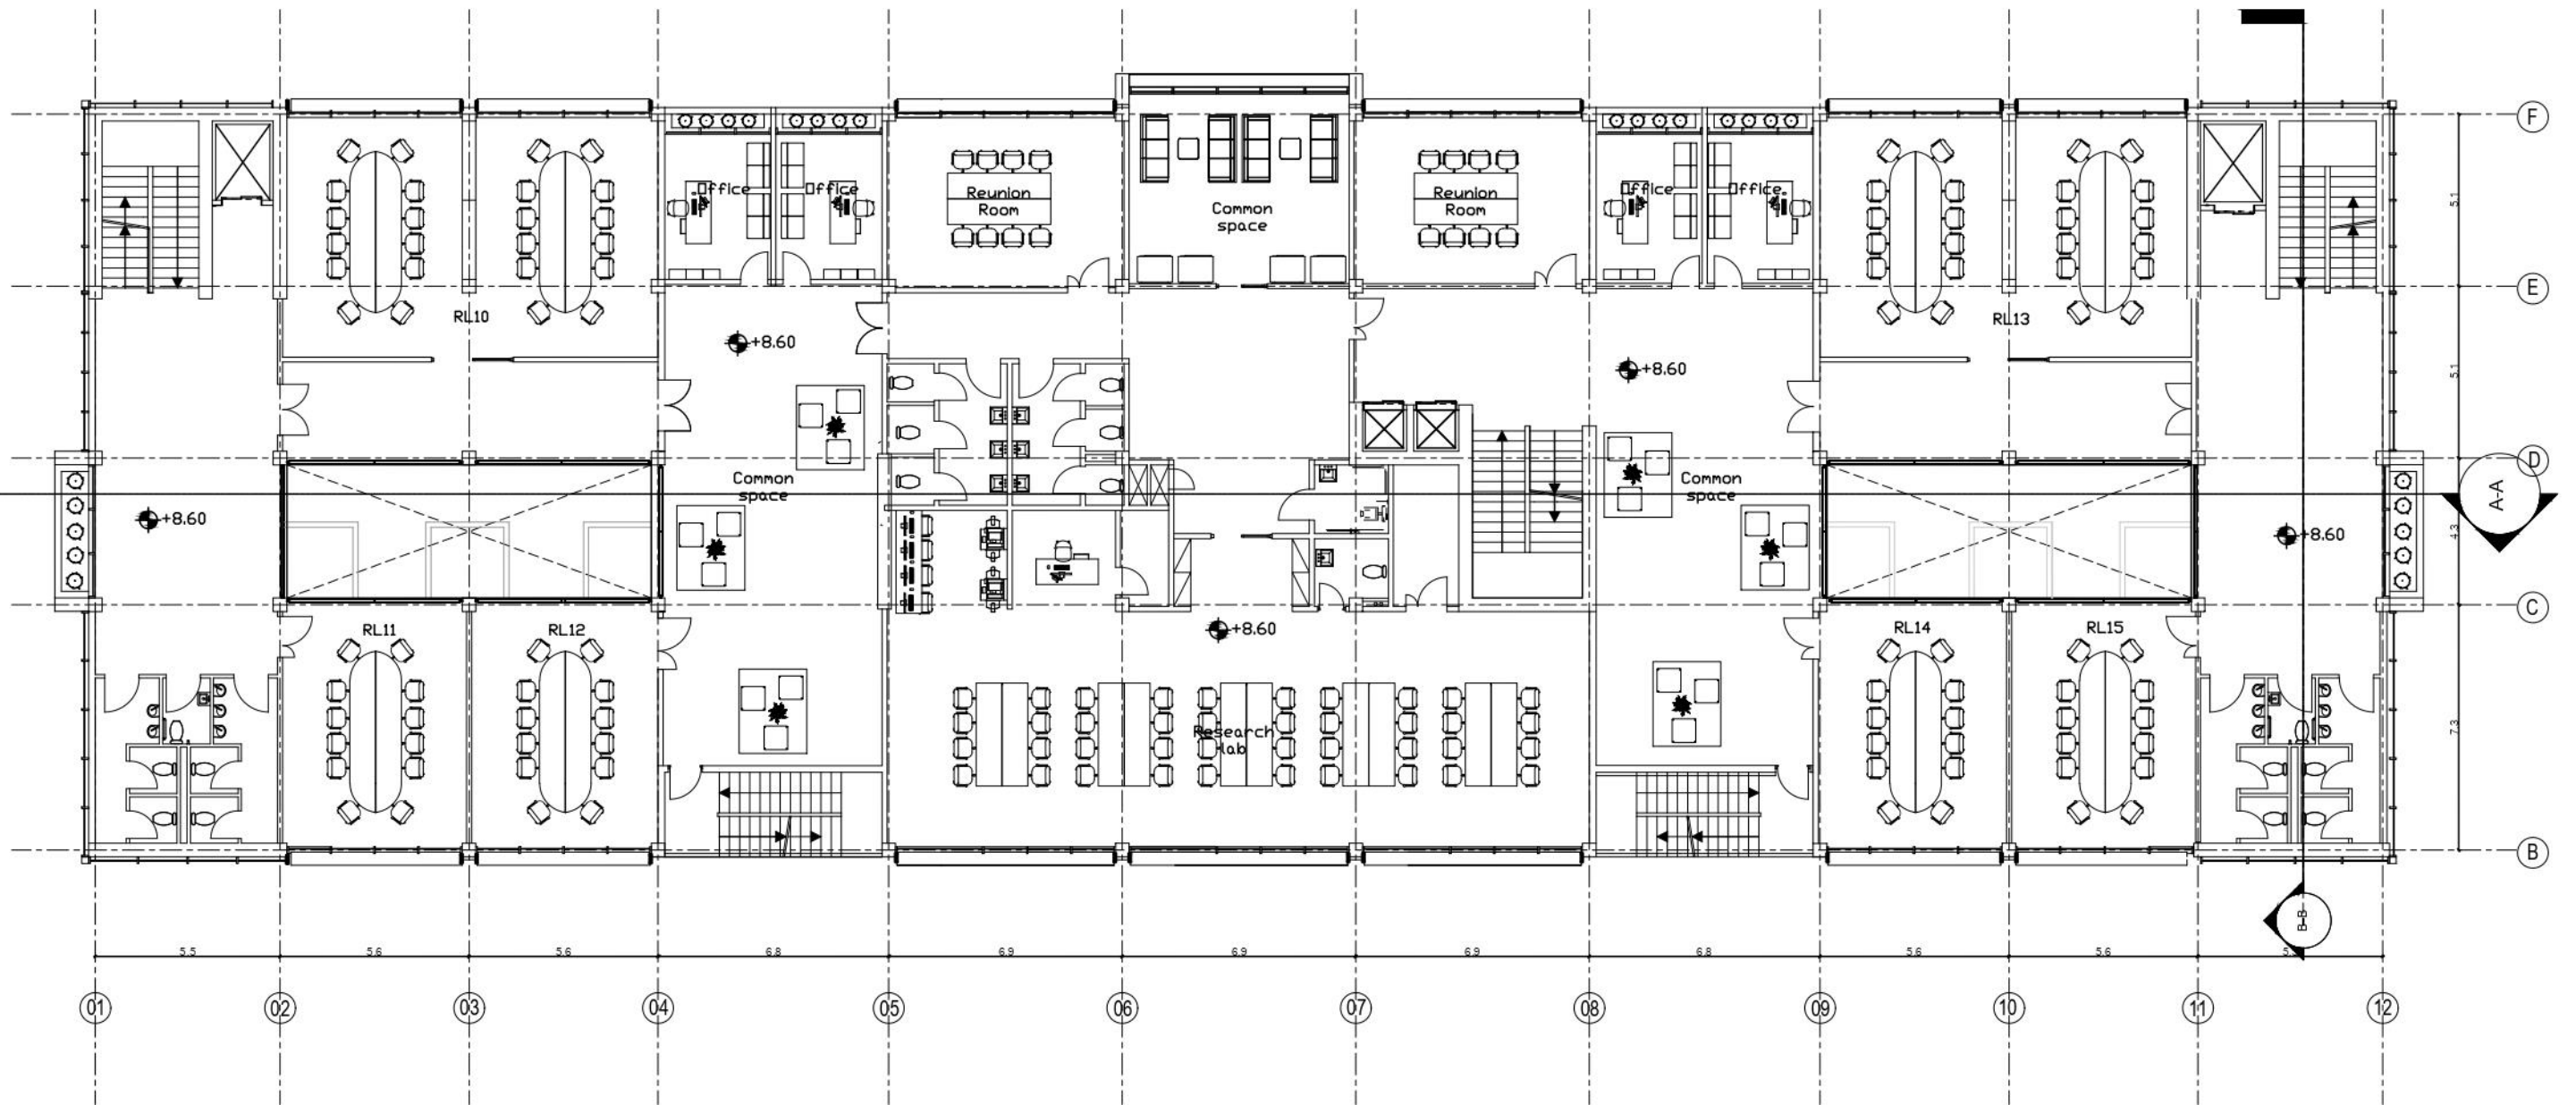 F
Office
Office
Reunion
Room
Common
space
Reunion
Room
Office
Office
5.1
E
RL10
RL13
+8.60
+8.60
5.1
D
Common
space
Common
space
A-A
+8.60
+8.60
4.3
C
RL11
RL12
+8.60
RL14
RL15
Research
lab
7.3
B
B-B
5.5
5.6
5.6
6.8
6.9
6.9
6.9
6.8
5.6
5.6
01
02
03
04
05
06
07
08
09
10
11
12